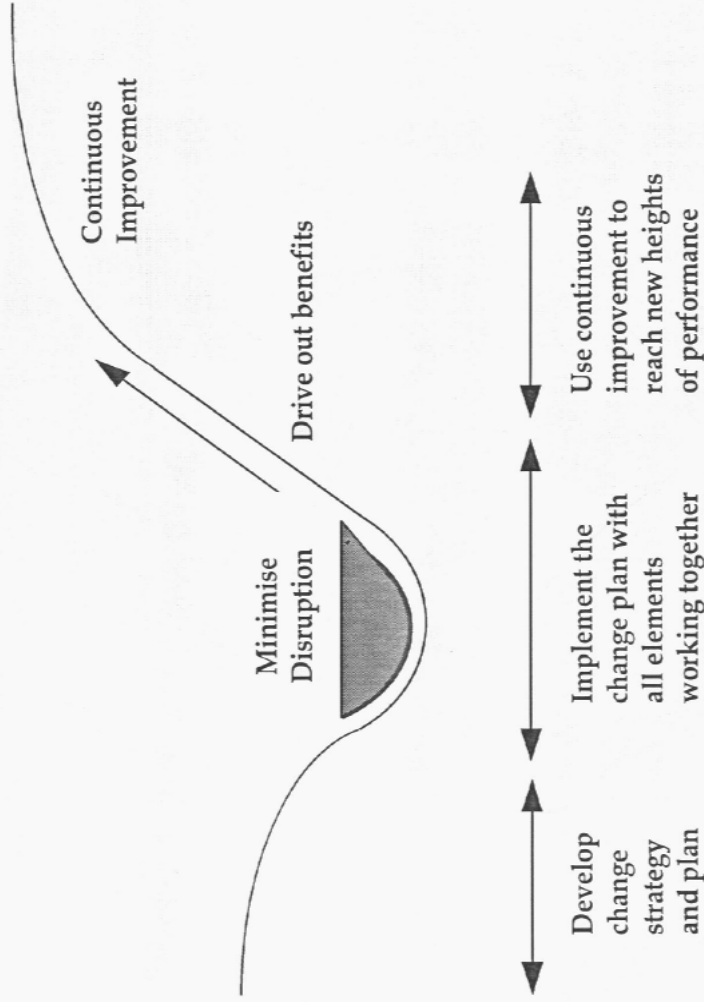 Continuous
Improvement
Drive out benefits
Minimise
Disruption
Develop
change
strategy
and plan
Implement the
change plan with
all elements
working together
Use continuous
improvement to
reach new heights
of performance